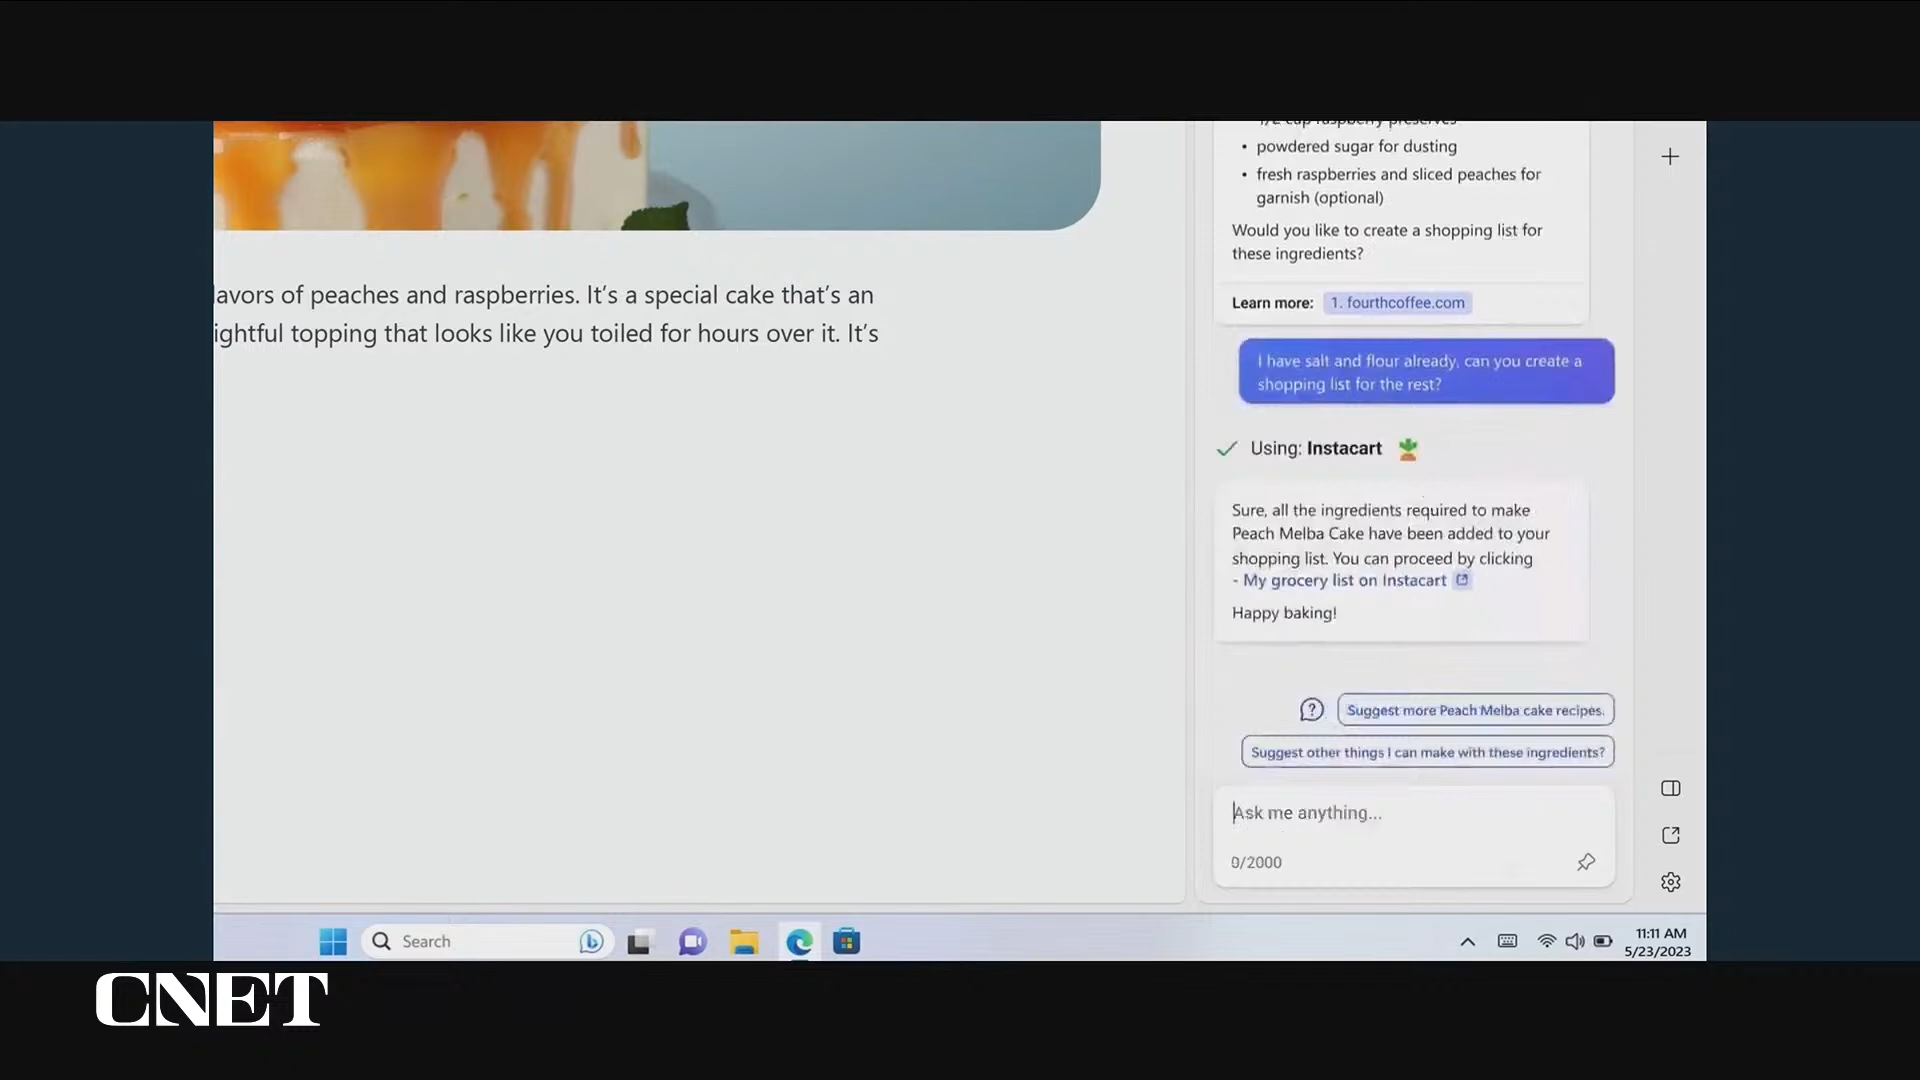 1/2 cup raspberry preserves
• powdered sugar for dusting
• fresh raspberries and sliced peaches for
garnish (optional)
Would you like to create a shopping list for
these ingredients?
Learn more: 1. fourthcoffee.com
lavors of peaches and raspberries. It's a special cake that's an
ightful topping that looks like you toiled for hours over it. It's
I have salt and flour already, can you create a
shopping list for the rest?
Using: Instacart
Sure, all the ingredients required to make
Peach Melba Cake have been added to your
shopping list. You can proceed by clicking
- My grocery list on Instacart
Happy baking!
Suggest more Peach Melba cake recipes.
Suggest other things I can make with these ingredients?
Ask me anything...
0/2000
Search
11:11 AM
5/23/2023
CNET